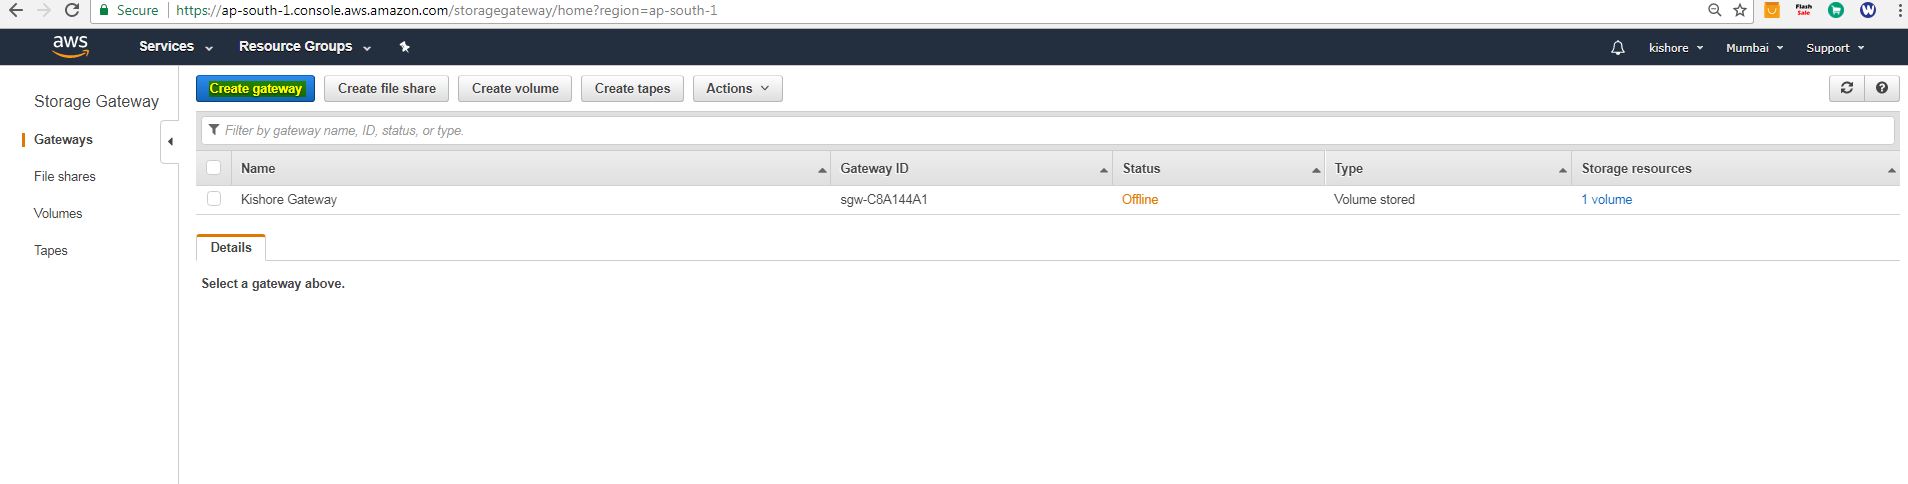 Secure https://ap-south-1.console.aws.amazon.com/storagegateway/home?region=ap-south-1 Flash Sale W
aws Services Resource Groups kishore Mumbai Support
Storage Gateway
Gateways
File shares
Volumes
Tapes
Create gateway Create file share Create volume Create tapes Actions
Filter by gateway name, ID, status, or type.
Name Gateway ID Status Type Storage resources
Kishore Gateway sgw-C8A144A1 Offline Volume stored 1 volume
Details
Select a gateway above.